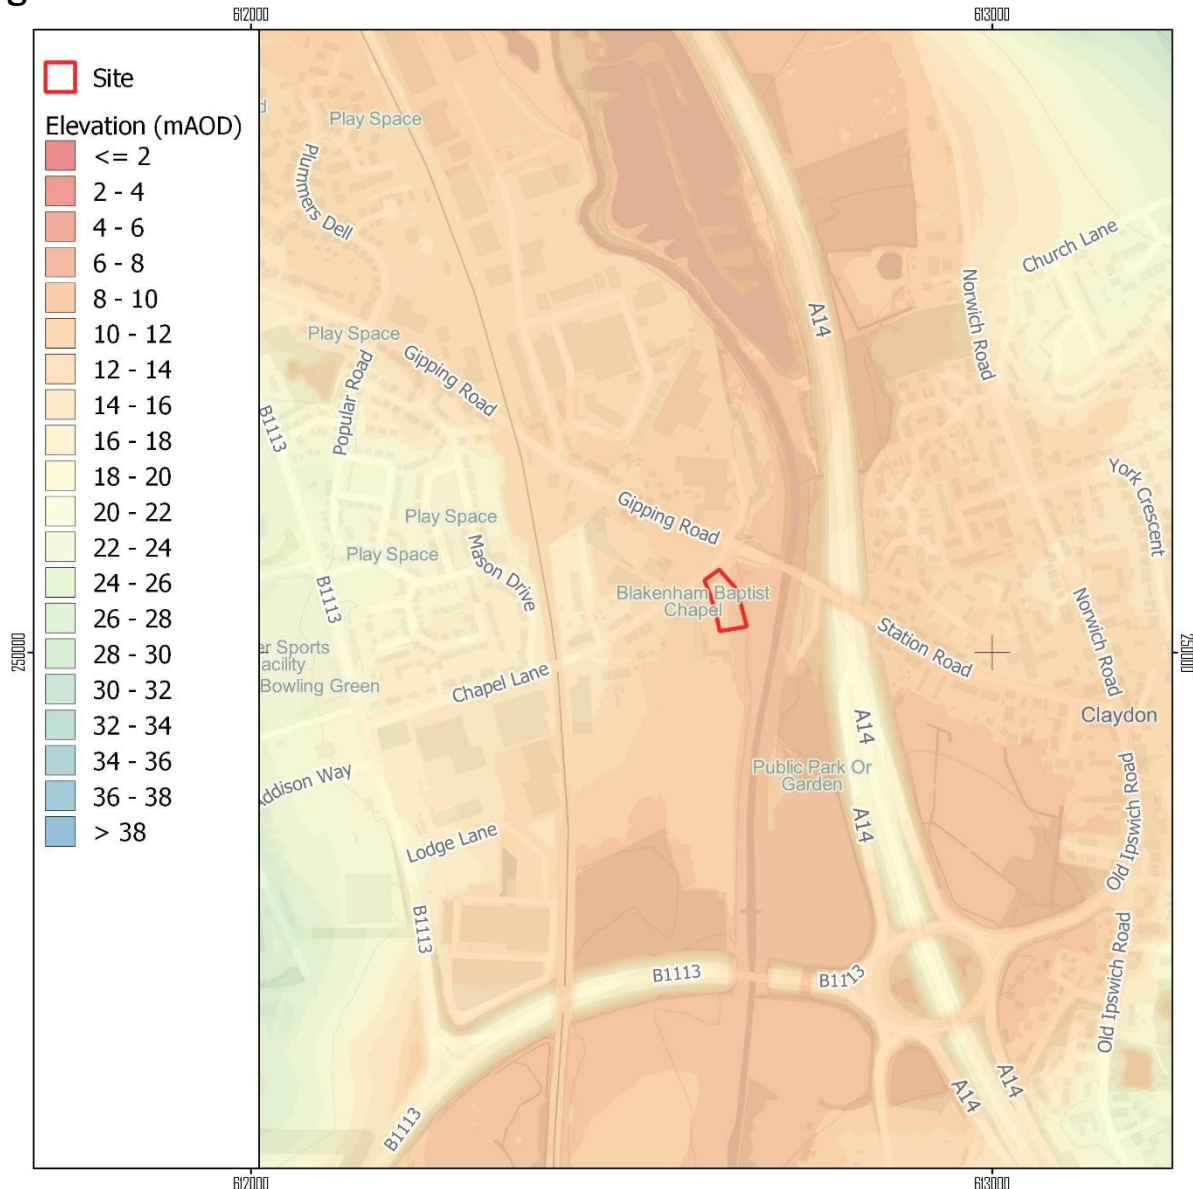 612000
613000
Site
Elevation (mAOD)
<= 2
2 - 4
4 - 6
6 - 8
8 - 10
10 - 12
12 - 14
14 - 16
16 - 18
18 - 20
20 - 22
22 - 24
24 - 26
26 - 28
28 - 30
30 - 32
32 - 34
34 - 36
36 - 38
> 38
Play Space
Plummers Dell
Church Lane
Norwich Road
A14
Play Space
Gipping Road
Popular Road
B1113
York Crescent
Gipping Road
Play Space
Play Space
Mason Drive
B1113
Blakenham Baptist
Chapel
Norwich Road
Station Road
250000
250000
er Sports
acility
Bowling Green
Chapel Lane
A14
Claydon
Public Park Or
Garden
Addison Way
A14
Old Ipswich Road
Lodge Lane
B1113
B1113
B1113
Old Ipswich Road
A14
A14
B1113
612000
613000